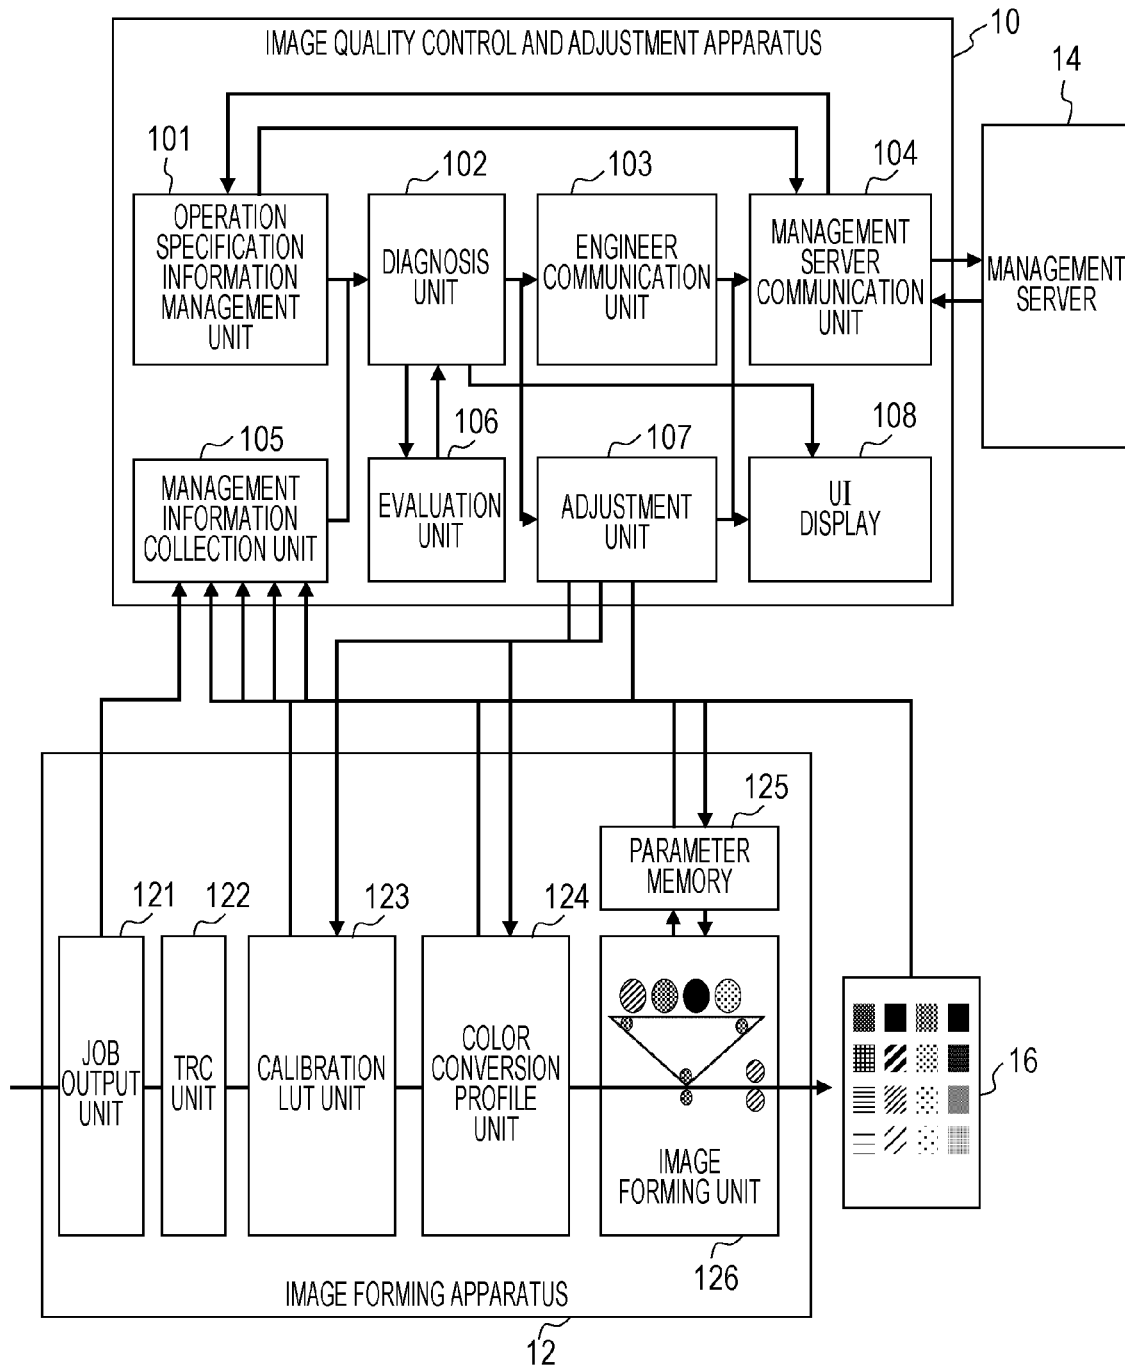 IMAGE QUALITY CONTROL AND ADJUSTMENT APPARATUS
10
14
101
102
103
104
OPERATION
SPECIFICATION
INFORMATION
MANAGEMENT
UNIT
DIAGNOSIS
UNIT
ENGINEER
COMMUNICATION
UNIT
MANAGEMENT
SERVER
COMMUNICATION
UNIT
MANAGEMENT
SERVER
105
106
107
108
MANAGEMENT
INFORMATION
COLLECTION UNIT
EVALUATION
UNIT
ADJUSTMENT
UNIT
UI
DISPLAY
125
PARAMETER
MEMORY
121
122
123
124
JOB
OUTPUT
UNIT
TRC
UNIT
CALIBRATION
LUT UNIT
COLOR
CONVERSION
PROFILE
UNIT
IMAGE
FORMING UNIT
16
126
IMAGE FORMING APPARATUS
12